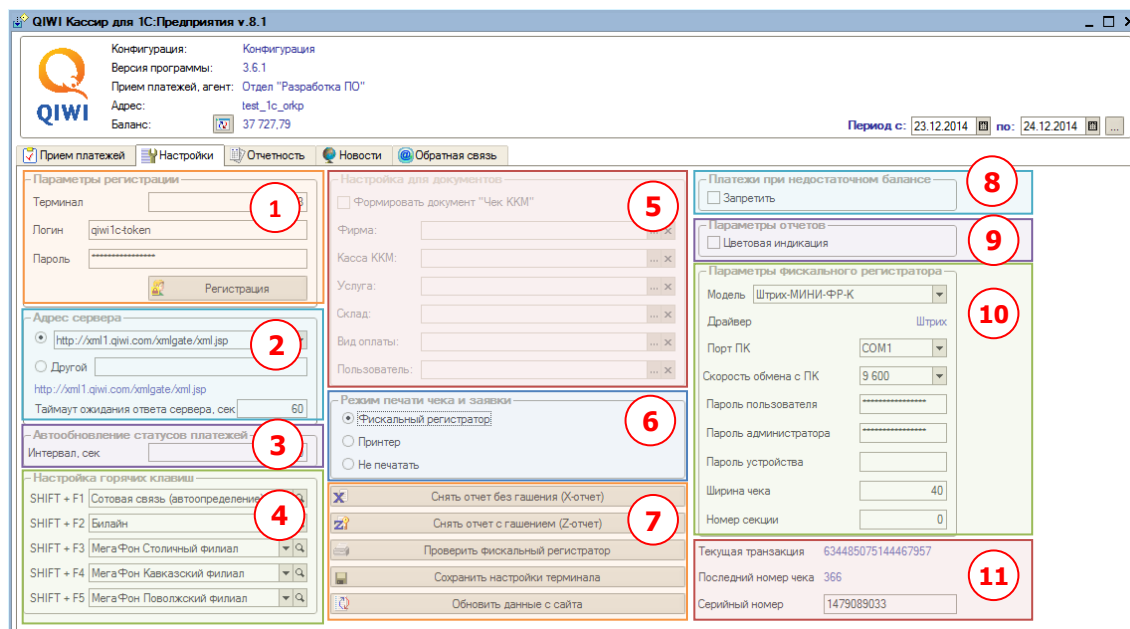 QIWI Кассир для 1С:Предприятия v.8.1
QIWI
Конфигурация: Конфигурация
Версия программы: 3.6.1
Прием платежей, агент: Отдел "Разработка ПО"
Адрес: test_1c_orkp
Баланс: 37 727,79
Период с: 23.12.2014 по: 24.12.2014 ...
Прием платежей Настройки Отчетность Новости Обратная связь
Параметры регистрации
Терминал
1
Логин qiwi1c-token
Пароль ****************
Регистрация
Адрес сервера
http://xml1.qiwi.com/xmlgate/xml.jsp
2
Другой
http://xml1.qiwi.com/xmlgate/xml.jsp
Таймаут ожидания ответа сервера, сек 60
Автообновление статусов платежей
Интервал, сек
3
Настройка горячих клавиш
SHIFT + F1 Сотовая связь (автоопределение)
4
SHIFT + F2 Билайн
SHIFT + F3 МегаФон Столичный филиал
SHIFT + F4 МегаФон Кавказский филиал
SHIFT + F5 МегаФон Поволжский филиал
Настройка для документов
Формировать документ "Чек ККМ"
5
Фирма: ...
Касса ККМ: ...
Услуга: ...
Склад: ...
Вид оплаты: ...
Пользователь: ...
Режим печати чека и заявки
Фискальный регистратор
6
Принтер
Не печатать
Снять отчет без гашения (X-отчет)
Снять отчет с гашением (Z-отчет)
7
Проверить фискальный регистратор
Сохранить настройки терминала
Обновить данные с сайта
Платежи при недостаточном балансе
8
Запретить
Параметры отчетов
9
Цветовая индикация
Параметры фискального регистратора
Модель Штрих-МИНИ-ФР-К
10
Драйвер Штрих
Порт ПК COM1
Скорость обмена с ПК 9 600
Пароль пользователя ****************
Пароль администратора ****************
Пароль устройства
Ширина чека 40
Номер секции 0
Текущая транзакция 634485075144467957
Последний номер чека 366
11
Серийный номер 1479089033